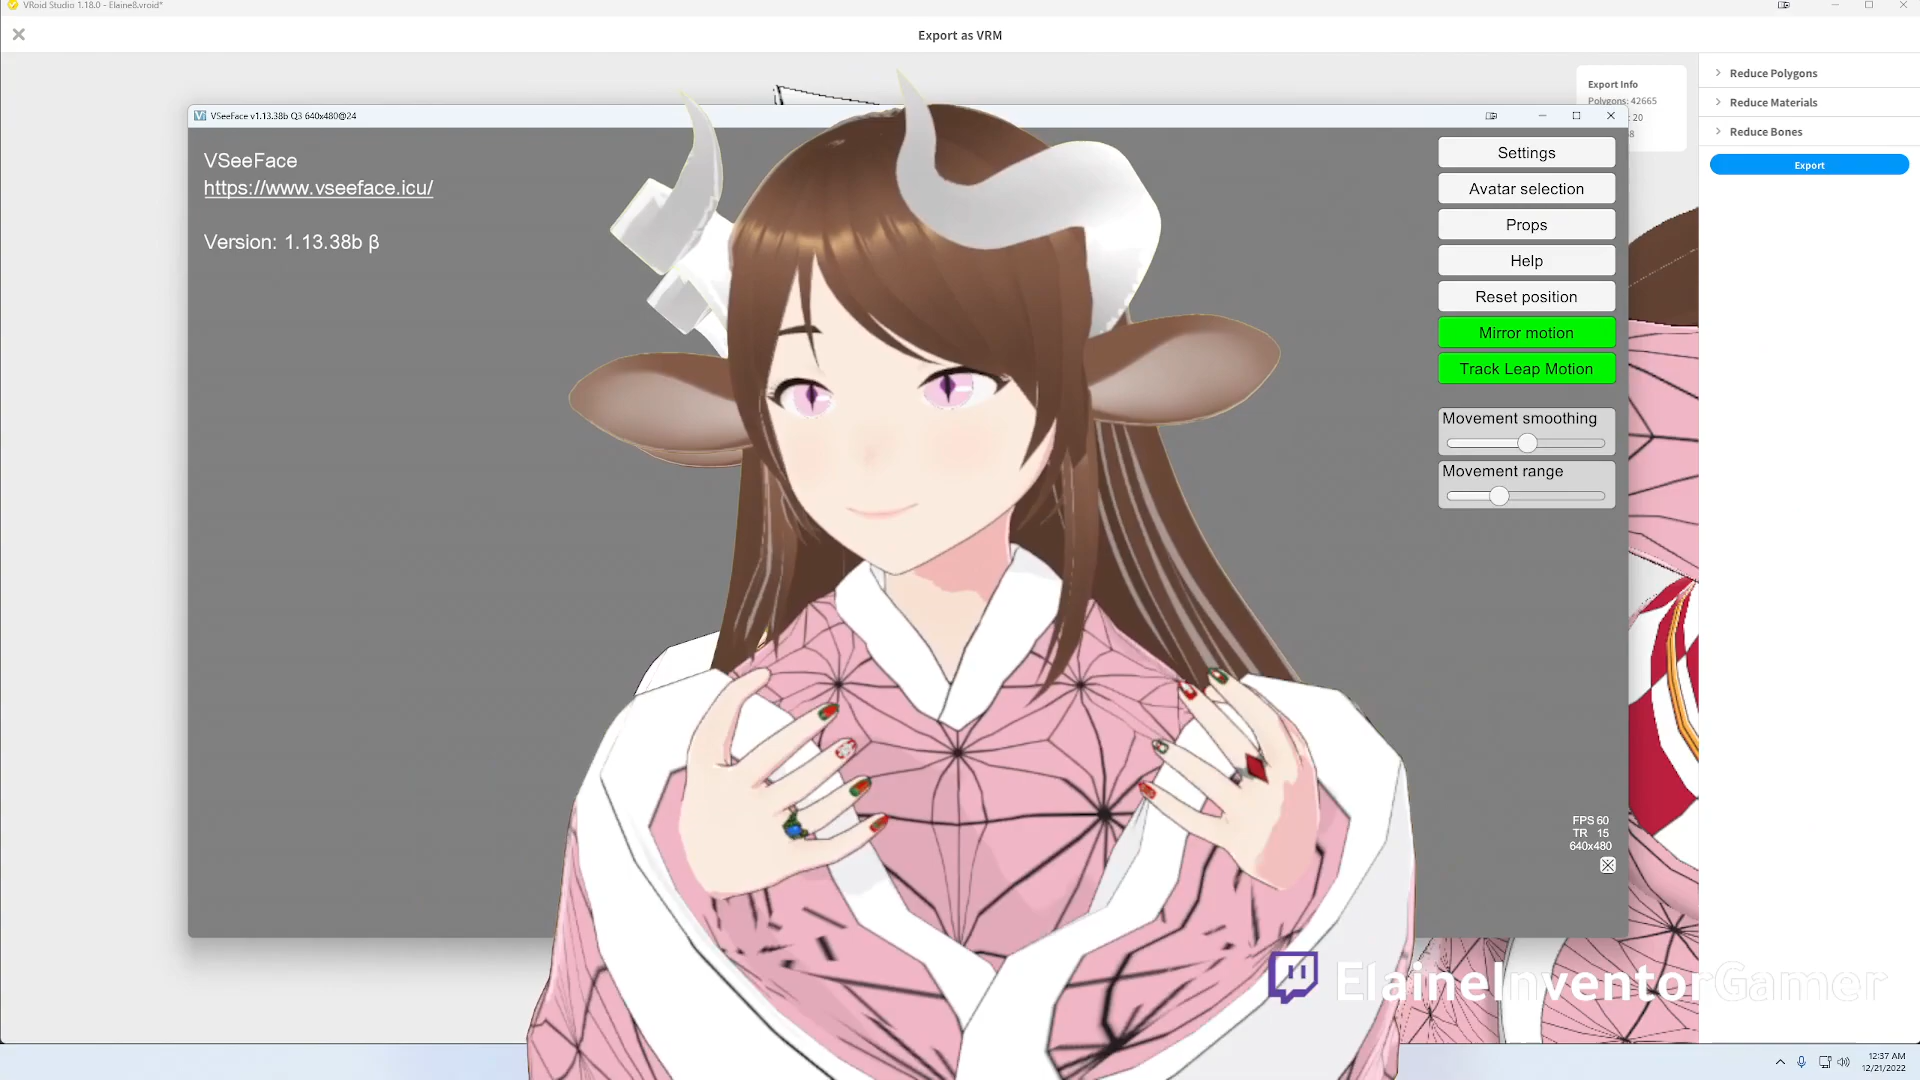 VRoid Studio 1.18.0 - Elaine8.vroid*
Export as VRM
Export Info
Polygons: 42665
: 20
8
Reduce Polygons
Reduce Materials
Reduce Bones
Export
VSeeFace v1.13.38b Q3 640x480@24
VSeeFace
https://www.vseeface.icu/
Version: 1.13.38b β
Settings
Avatar selection
Props
Help
Reset position
Mirror motion
Track Leap Motion
Movement smoothing
Movement range
FPS 60
TR 15
640x480
ElaineInventorGamer
12:37 AM
12/21/2022